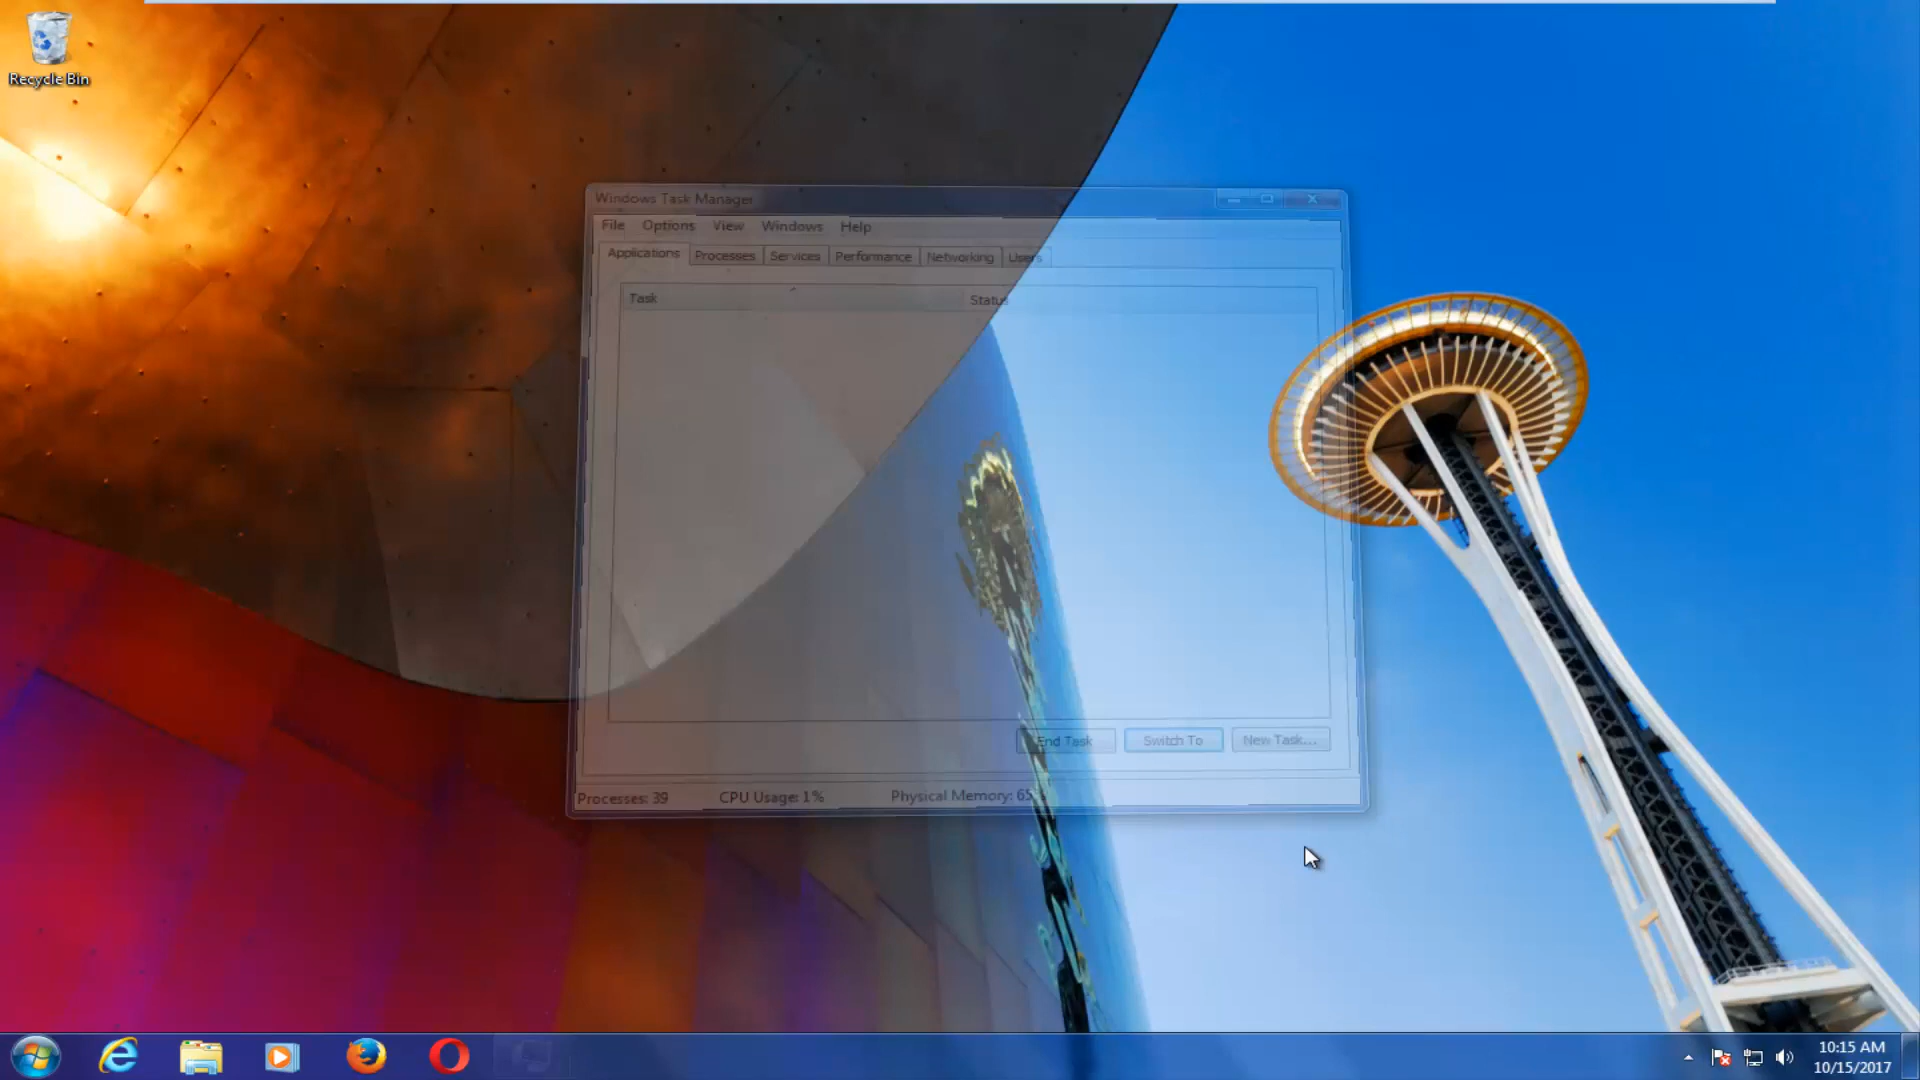 Recycle Bin
Windows Task Manager
File Options View Windows Help
Applications Processes Services Performance Networking Users
Task Status
End Task Switch To New Task...
Processes: 39 CPU Usage: 1% Physical Memory: 65%
10:15 AM
10/15/2017